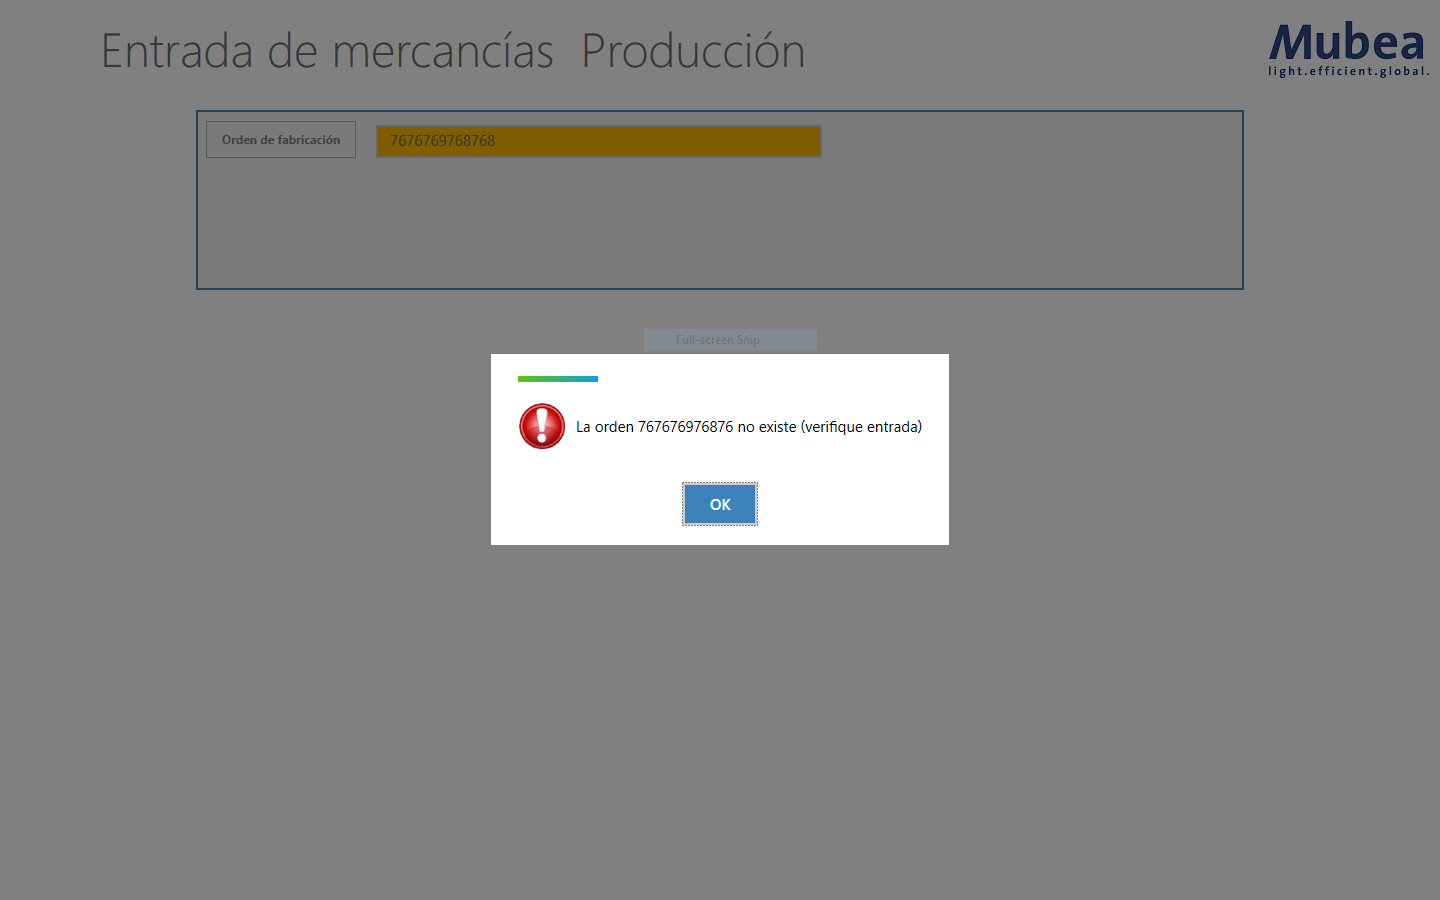 Entrada de mercancías Producción
Mubea
light.efficient.global.
Orden de fabricación
7676769768768
Full-screen Snip
La orden 767676976876 no existe (verifique entrada)
OK